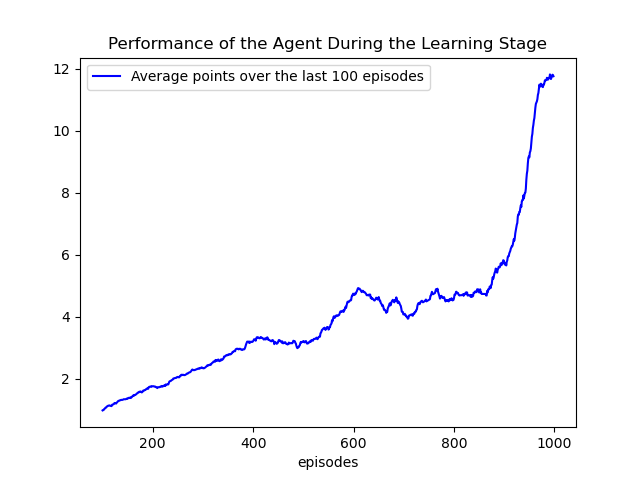 Performance of the Agent During the Learning Stage
Average points over the last 100 episodes
12
10
8
6
4
2
200 400 600 800 1000
episodes